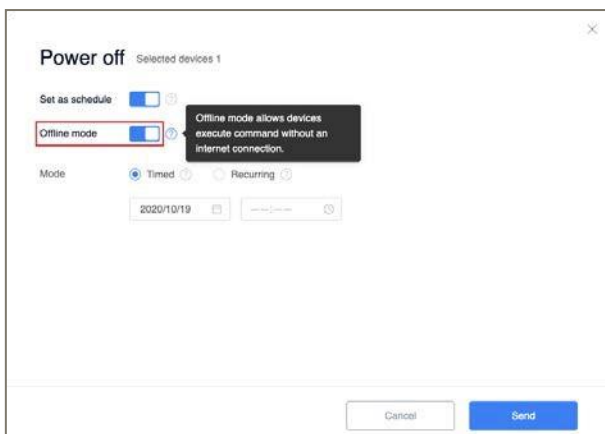 Power off Selected devices 1
Set as schedule
Offline mode
Offline mode allows devices
execute command without an
internet connection.
Mode Timed Recurring
2020/10/19 --:--
Cancel Send